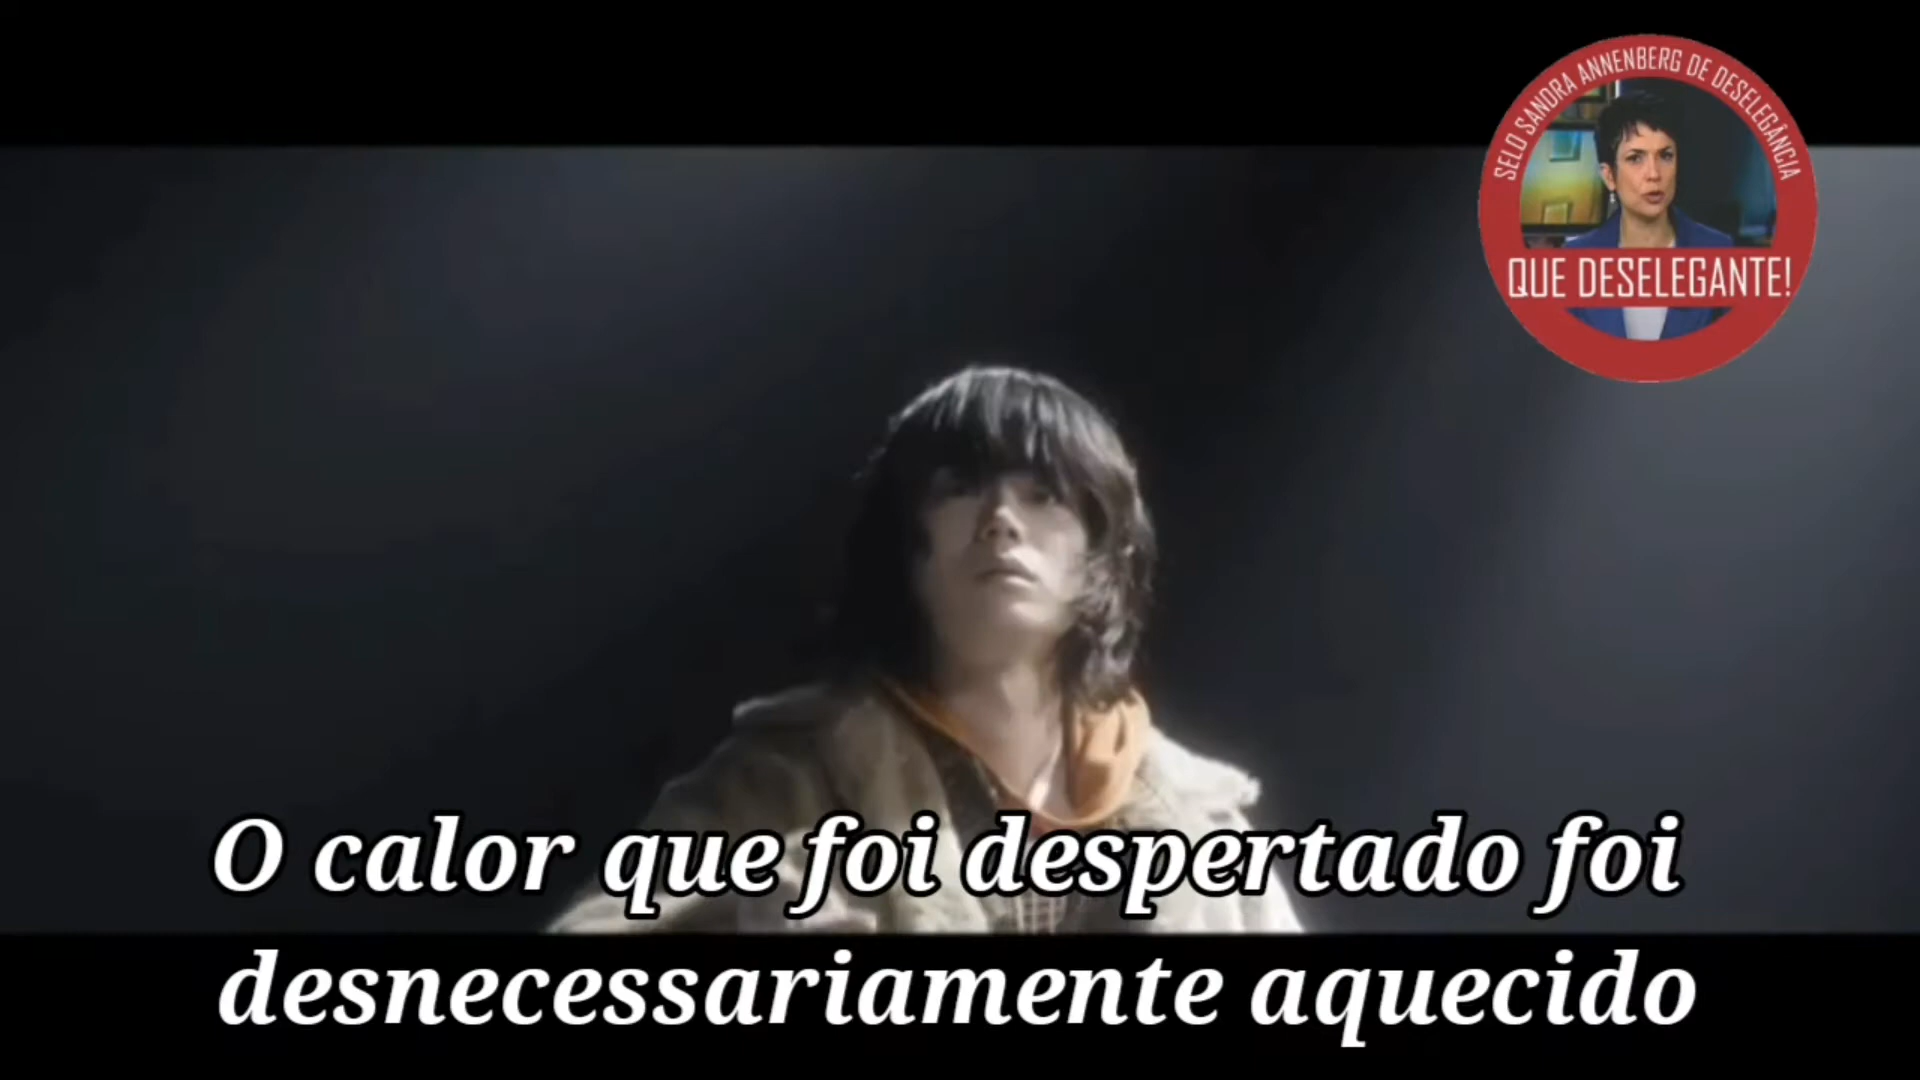 SELO SANDRA ANNENBERG DE DESELEGÂNCIA
QUE DESELEGANTE!
O calor que foi despertado foi
desnecessariamente aquecido